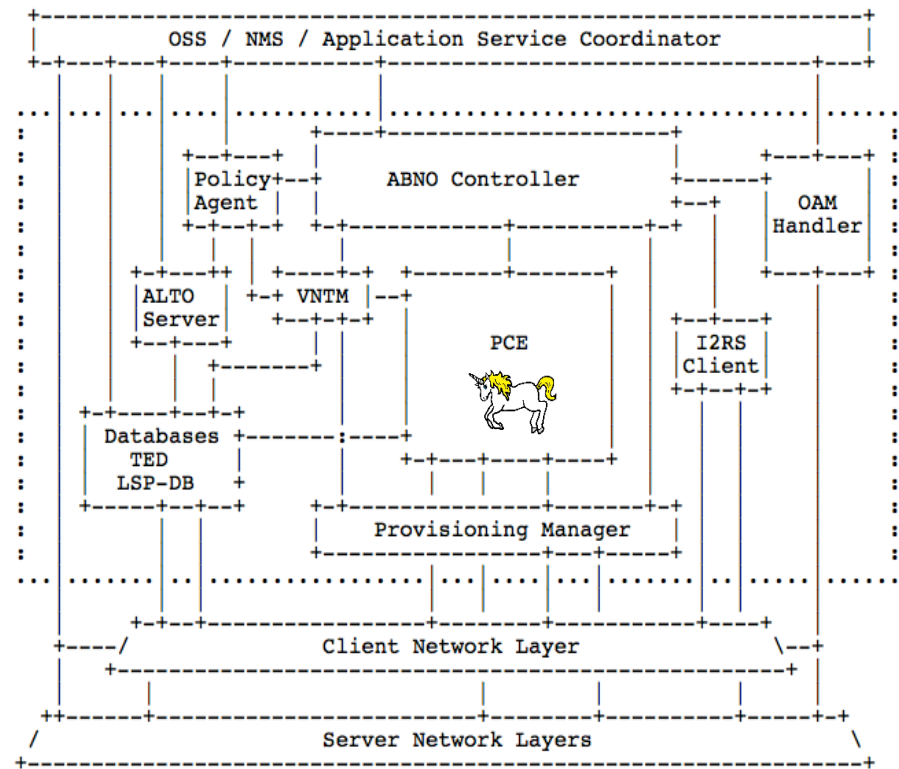 OSS / NMS / Application Service Coordinator
Policy
Agent
ABNO Controller
OAM
Handler
ALTO
Server
VNTM
PCE
I2RS
Client
Databases
TED
LSP-DB
Provisioning Manager
Client Network Layer
Server Network Layers